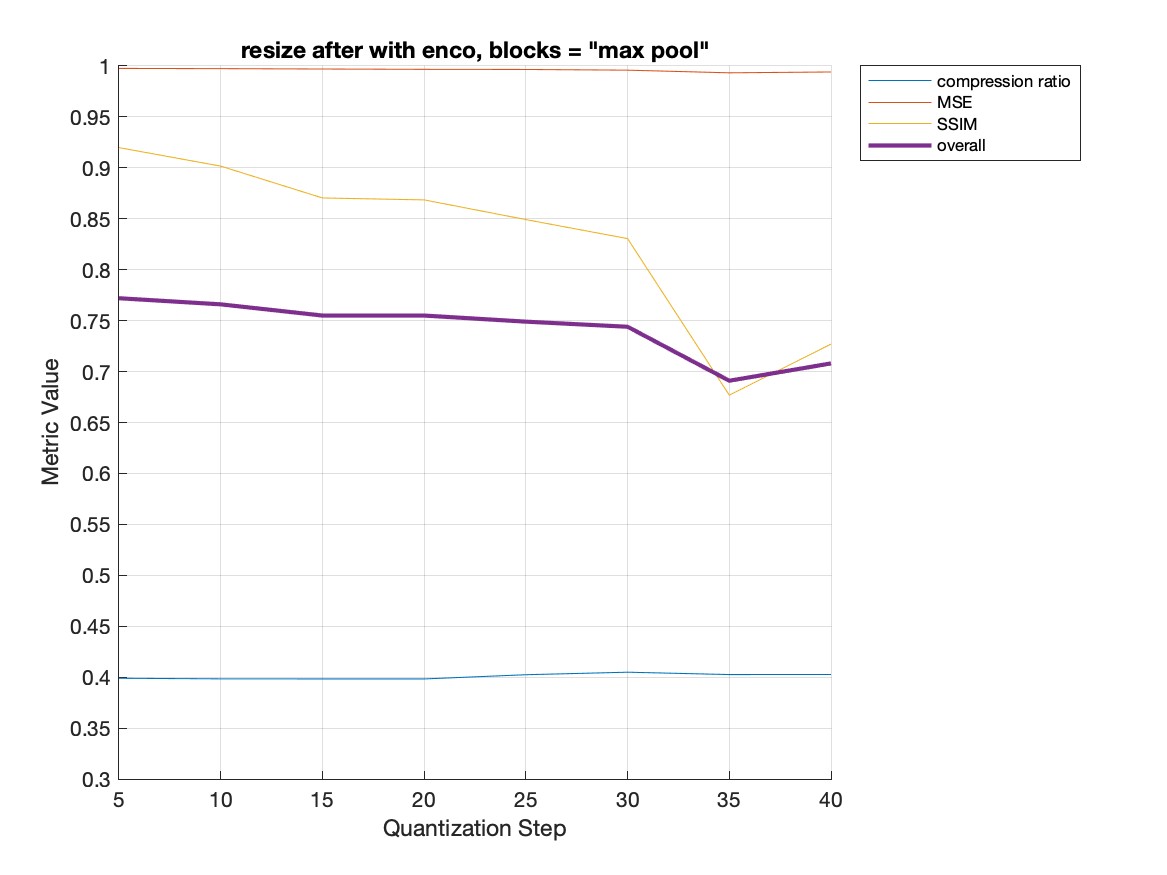 resize after with enco, blocks = "max pool"
compression ratio
MSE
SSIM
overall
Metric Value
1
0.95
0.9
0.85
0.8
0.75
0.7
0.65
0.6
0.55
0.5
0.45
0.4
0.35
0.3
5 10 15 20 25 30 35 40
Quantization Step